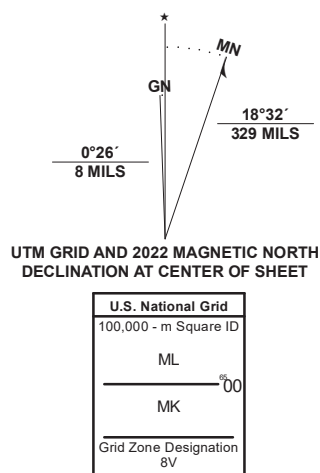 ★
MN
GN
18°32´
329 MILS
0°26´
8 MILS
UTM GRID AND 2022 MAGNETIC NORTH
DECLINATION AT CENTER OF SHEET
U.S. National Grid
100,000 - m Square ID
ML
65 00
MK
Grid Zone Designation
8V